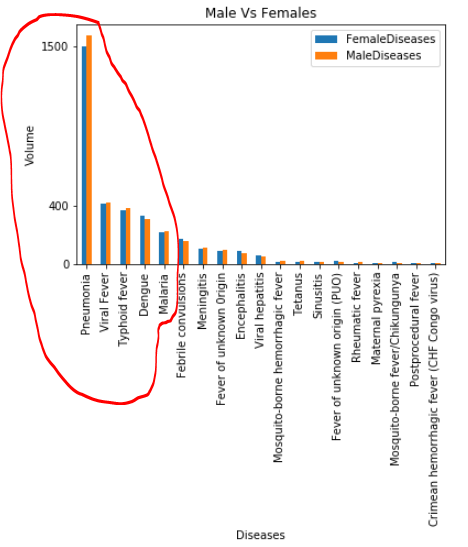 Male Vs Females
FemaleDiseases
MaleDiseases
1500
400
0
Volume
Pneumonia
Viral Fever
Typhoid fever
Dengue
Malaria
Febrile convulsions
Meningitis
Fever of unknown 0rigin
Encephalitis
Viral hepatitis
Mosquito-borne hemorrhagic fever
Tetanus
Sinusitis
Fever of unknown origin (PUO)
Rheumatic fever
Maternal pyrexia
Mosquito-borne fever/Chikungunya
Postprocedural fever
Crimean hemorrhagic fever (CHF Congo virus)
Diseases